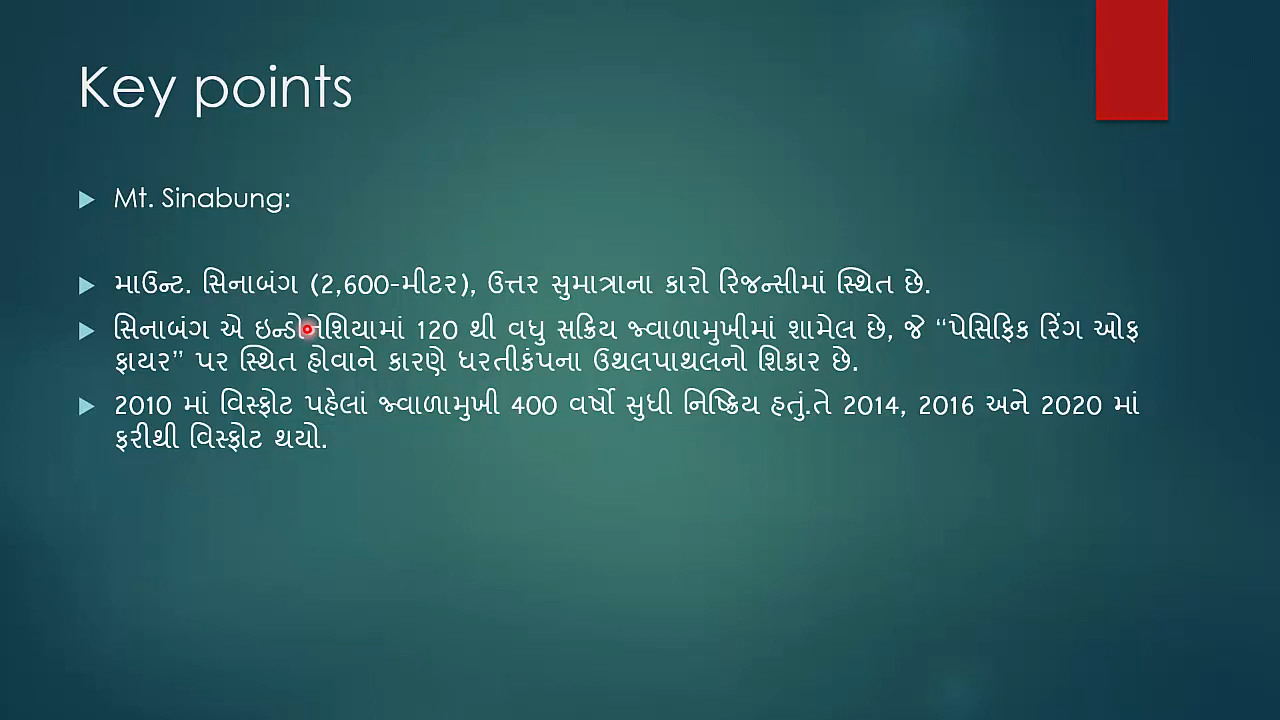 Key points
Mt. Sinabung:
માઉન્ટ. સિનાબંગ (2,600-મીટર), ઉત્તર સુમાત્રાના કારો રિજન્સીમાં સ્થિત છે.
સિનાબંગ એ ઇન્ડોનેશિયામાં 120 થી વધુ સક્રિય જ્વાળામુખીમાં શામેલ છે, જે “પેસિફિક રિંગ ઓફ
ફાયર” પર સ્થિત હોવાને કારણે ધરતીકંપના ઉથલપાથલનો શિકાર છે.
2010 માં વિસ્ફોટ પહેલાં જ્વાળામુખી 400 વર્ષો સુધી નિષ્ક્રિય હતું.તે 2014, 2016 અને 2020 માં
ફરીથી વિસ્ફોટ થયો.